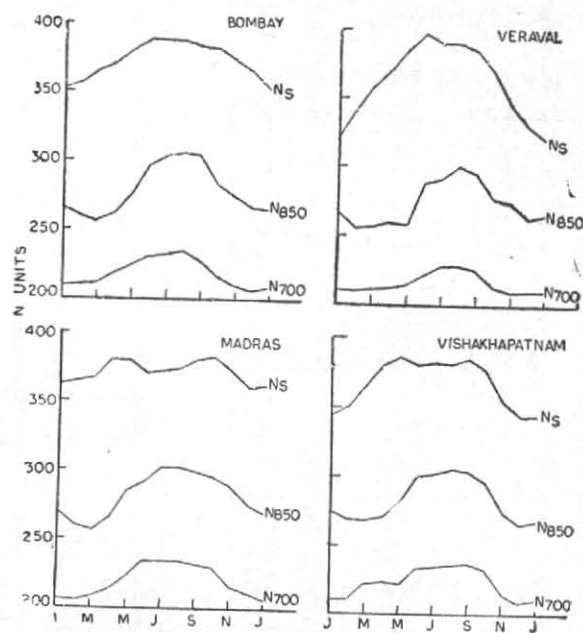 400
BOMBAY
VERAVAL
350
NS
NS
300
N UNITS
N850
N850
250
200
N700
N700
400
MADRAS
VISHAKHAPATNAM
350
NS
NS
300
N850
N850
250
200
N700
N700
J M M J S N J
J M M J S N J